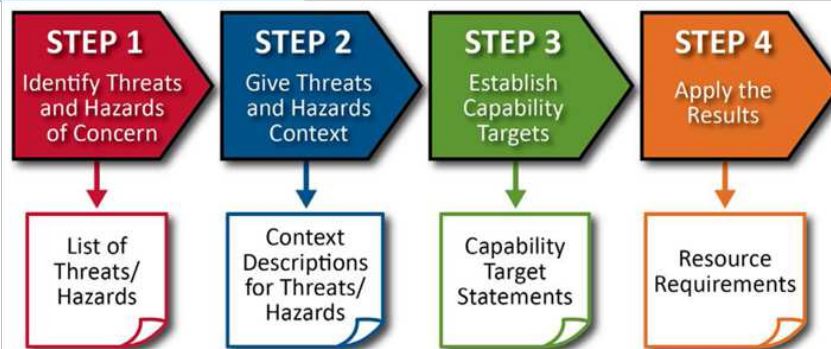 STEP 1
Identify Threats
and Hazards
of Concern
STEP 2
Give Threats
and Hazards
Context
STEP 3
Establish
Capability
Targets
STEP 4
Apply the
Results
List of
Threats/
Hazards
Context
Descriptions
for Threats/
Hazards
Capability
Target
Statements
Resource
Requirements